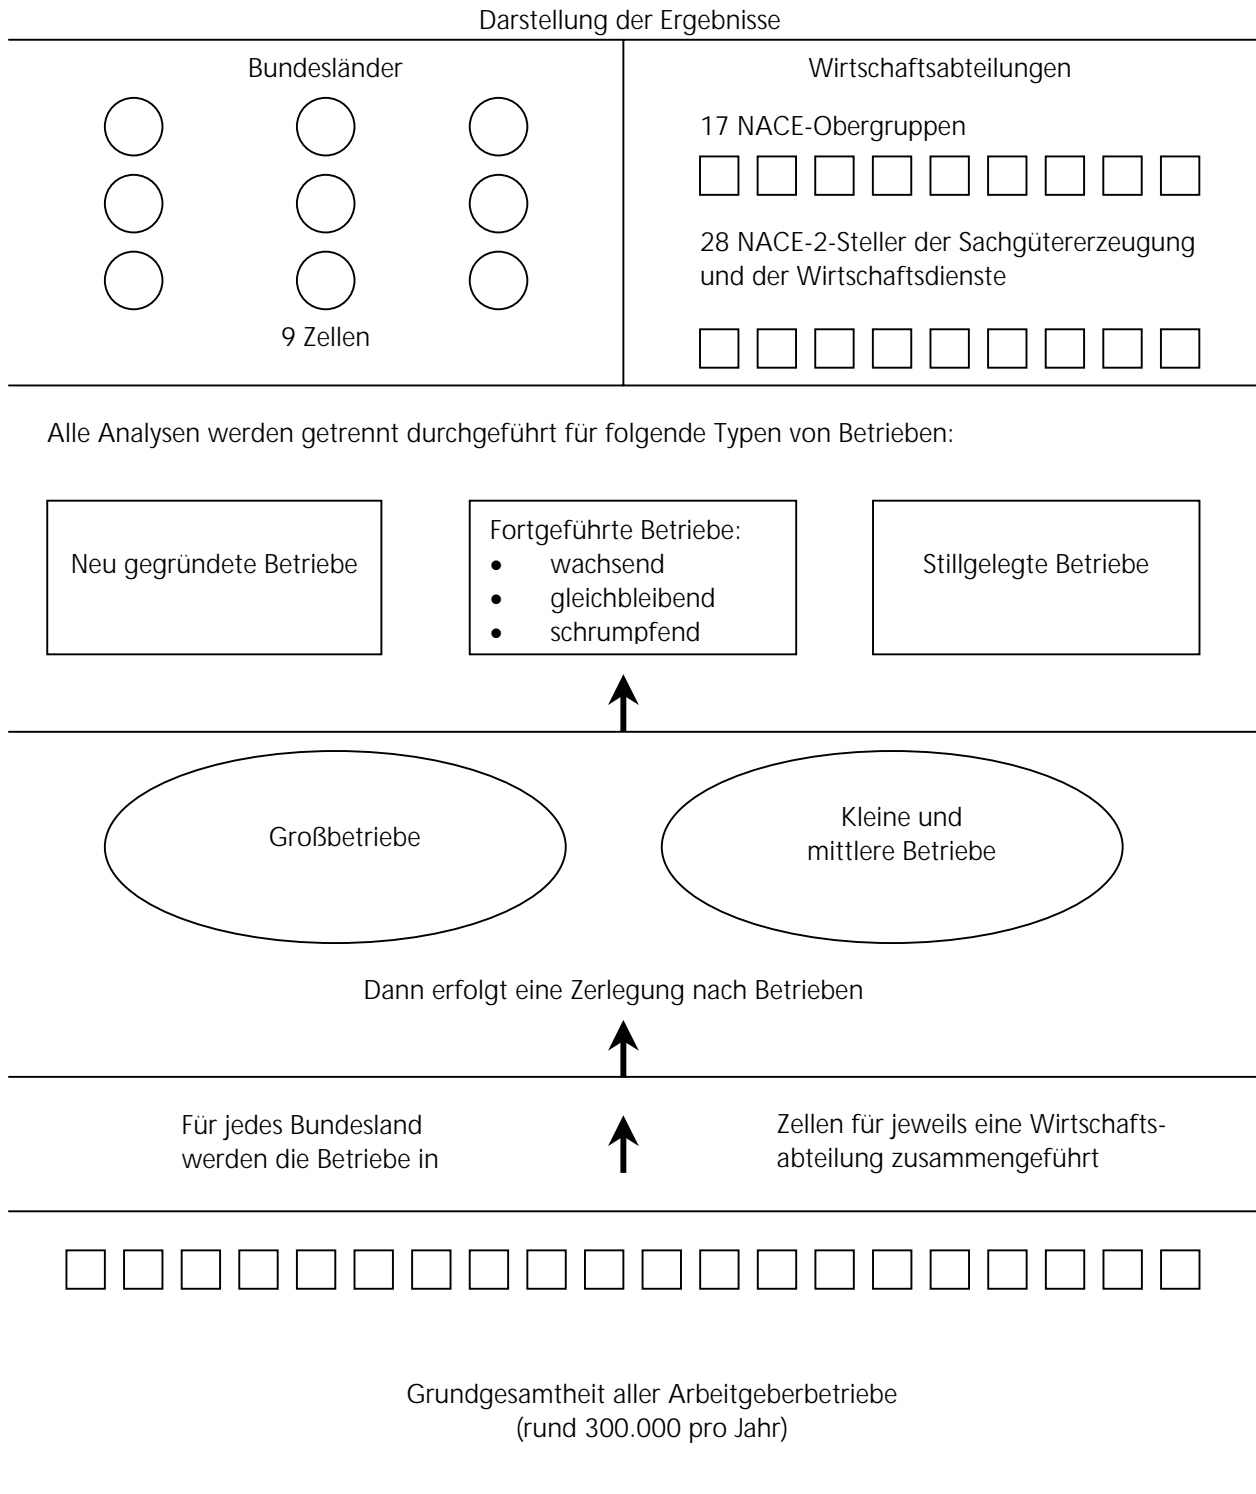 Darstellung der Ergebnisse
Bundesländer
9 Zellen
Wirtschaftsabteilungen
17 NACE-Obergruppen
28 NACE-2-Steller der Sachgütererzeugung
und der Wirtschaftsdienste
Alle Analysen werden getrennt durchgeführt für folgende Typen von Betrieben:
Neu gegründete Betriebe
Fortgeführte Betriebe:
• wachsend
• gleichbleibend
• schrumpfend
Stillgelegte Betriebe
Großbetriebe
Kleine und
mittlere Betriebe
Dann erfolgt eine Zerlegung nach Betrieben
Für jedes Bundesland
werden die Betriebe in
Zellen für jeweils eine Wirtschafts-
abteilung zusammengeführt
Grundgesamtheit aller Arbeitgeberbetriebe
(rund 300.000 pro Jahr)